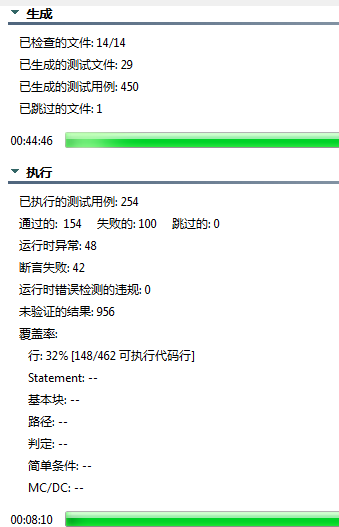 生成
已检查的文件: 14/14
已生成的测试文件: 29
已生成的测试用例: 450
已跳过的文件: 1
00:44:46
执行
已执行的测试用例: 254
通过的: 154 失败的: 100 跳过的: 0
运行时异常: 48
断言失败: 42
运行时错误检测的违规: 0
未验证的结果: 956
覆盖率:
行: 32% [148/462 可执行代码行]
Statement: --
基本块: --
路径: --
判定: --
简单条件: --
MC/DC: --
00:08:10